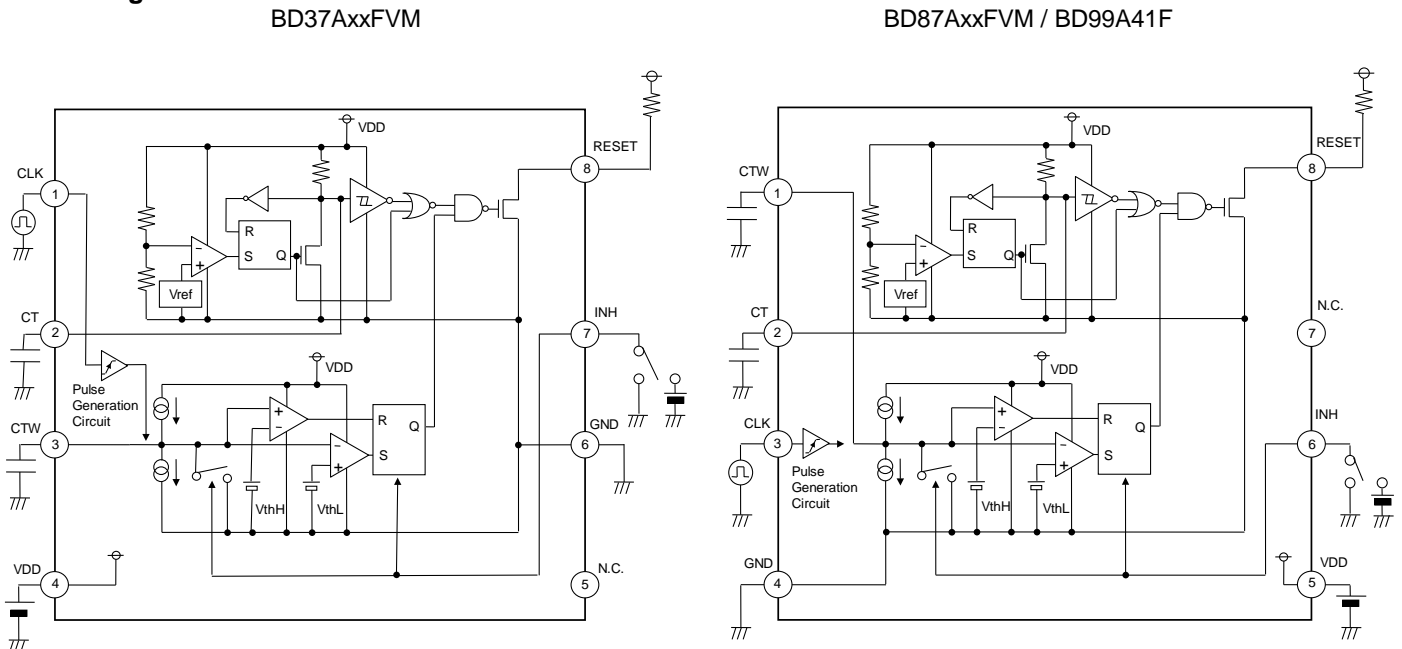 BD37AxxFVM
VDD
RESET
8
CLK
1
R
S
Q
Vref
CT
2
INH
7
VDD
Pulse
Generation
Circuit
R
Q
S
CTW
3
GND
6
VthH
VthL
VDD
4
N.C.
5
BD87AxxFVM / BD99A41F
VDD
RESET
8
CTW
1
R
S
Q
Vref
N.C.
7
CT
2
VDD
CLK
3
Pulse
Generation
Circuit
R
Q
S
INH
6
VthH
VthL
GND
4
VDD
5